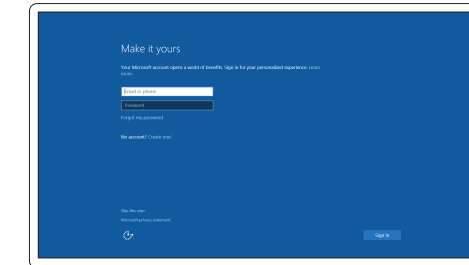 Make it yours
Your Microsoft account opens a world of benefits. Sign in for your personalized experience. Learn
more.
Email or phone
Password
Forgot my password
No account? Create one!
Skip this step
Microsoft privacy statement
Sign in